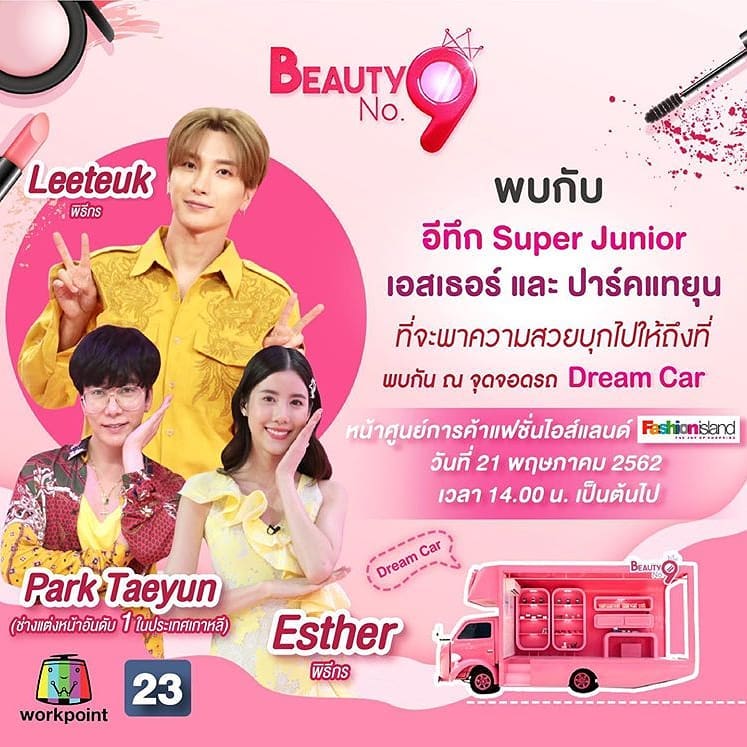 BEAUTY No. 9
Leeteuk
พิธีกร
พบกับ
อีทึก Super Junior
เอสเธอร์ และ ปาร์คแทยุน
ที่จะพาความสวยบุกไปให้ถึงที่
พบกัน ณ จุดจอดรถ Dream Car
หน้าศูนย์การค้าแฟชั่นไอส์แลนด์ Fashionisland
THE JOY OF SHOPPING
วันที่ 21 พฤษภาคม 2562
เวลา 14.00 น. เป็นต้นไป
Park Taeyun
(ช่างแต่งหน้าอันดับ 1 ในประเทศเกาหลี)
Esther
พิธีกร
Dream Car
BEAUTY No. 9
workpoint 23